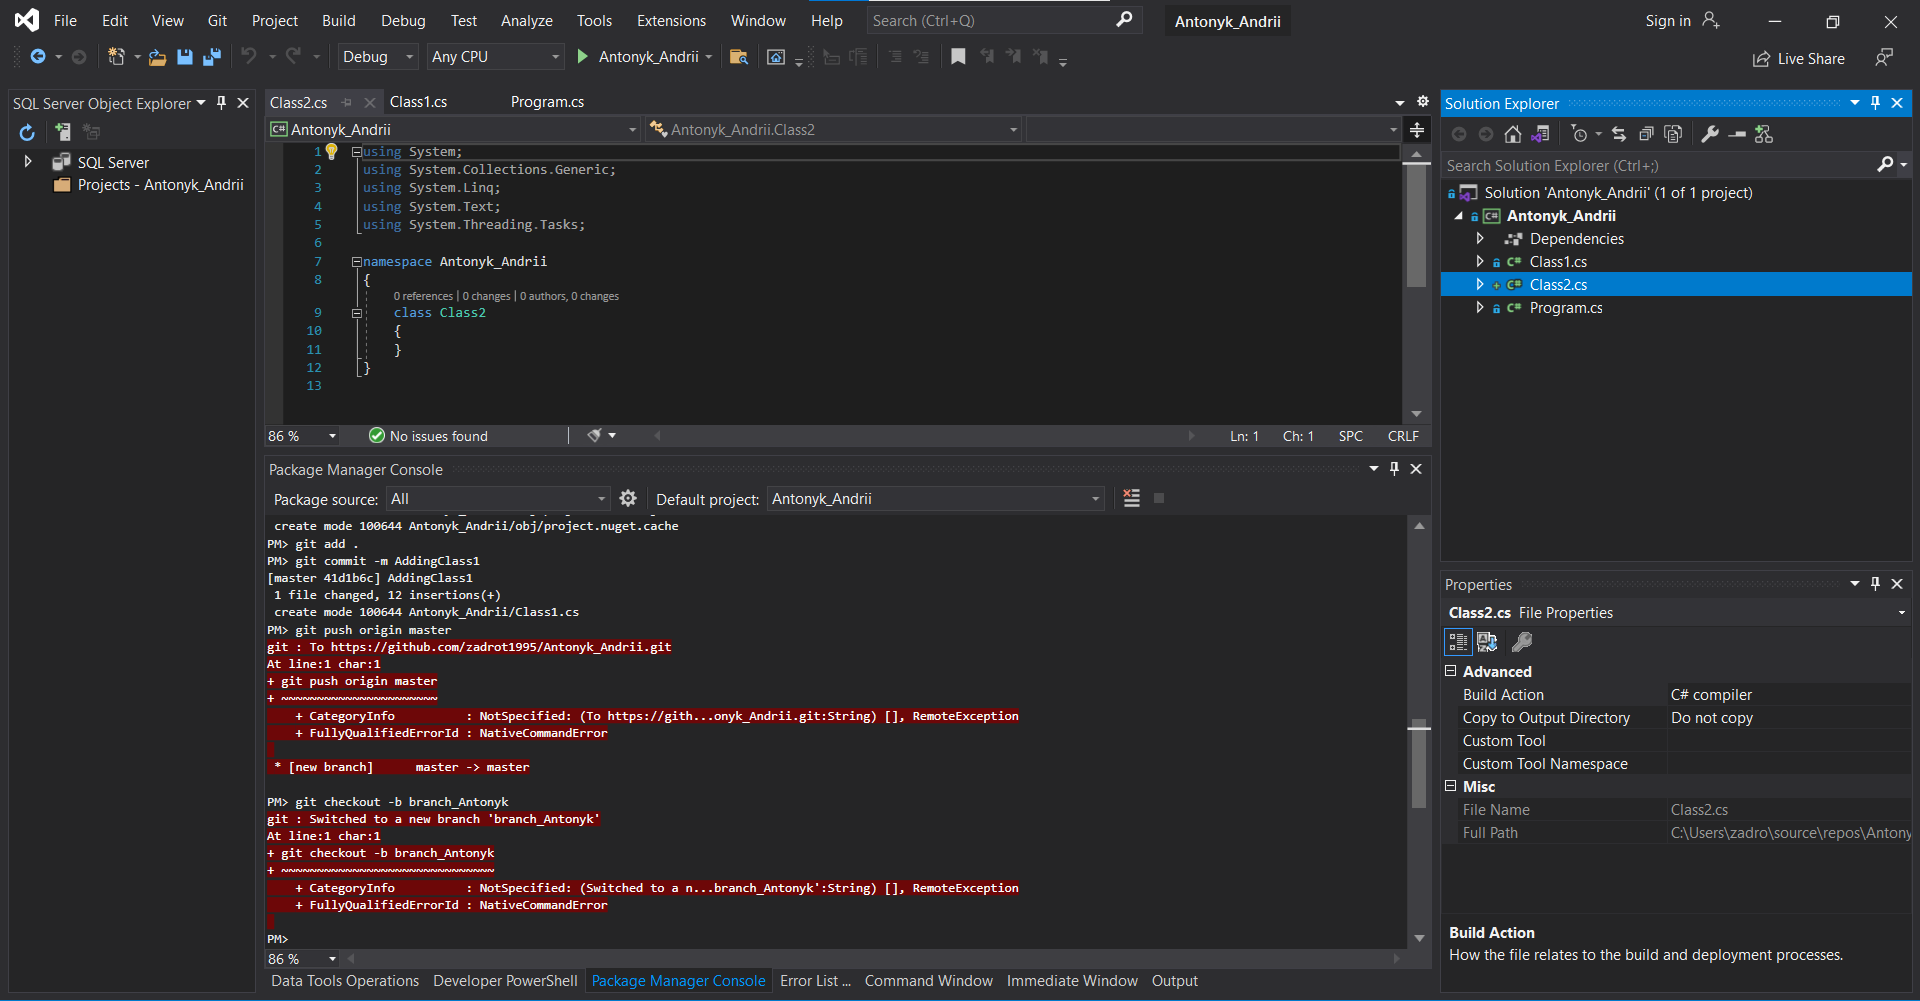 File Edit View Git Project Build Debug Test Analyze Tools Extensions Window Help Search (Ctrl+Q) Antonyk_Andrii Sign in
Debug Any CPU Antonyk_Andrii Live Share
SQL Server Object Explorer
SQL Server
Projects - Antonyk_Andrii
Class2.cs Class1.cs Program.cs
C# Antonyk_Andrii Antonyk_Andrii.Class2
1 using System;
2 using System.Collections.Generic;
3 using System.Linq;
4 using System.Text;
5 using System.Threading.Tasks;
6
7 namespace Antonyk_Andrii
8 {
0 references | 0 changes | 0 authors, 0 changes
9 class Class2
10 {
11 }
12 }
13
86 % No issues found Ln: 1 Ch: 1 SPC CRLF
Package Manager Console
Package source: All Default project: Antonyk_Andrii
create mode 100644 Antonyk_Andrii/obj/project.nuget.cache
PM> git add .
PM> git commit -m AddingClass1
[master 41d1b6c] AddingClass1
1 file changed, 12 insertions(+)
create mode 100644 Antonyk_Andrii/Class1.cs
PM> git push origin master
git : To https://github.com/zadrot1995/Antonyk_Andrii.git
At line:1 char:1
+ git push origin master
+ ~~~~~~~~~~~~~~~~~~~~~~
+ CategoryInfo : NotSpecified: (To https://gith...onyk_Andrii.git:String) [], RemoteException
+ FullyQualifiedErrorId : NativeCommandError
* [new branch] master -> master
PM> git checkout -b branch_Antonyk
git : Switched to a new branch 'branch_Antonyk'
At line:1 char:1
+ git checkout -b branch_Antonyk
+ ~~~~~~~~~~~~~~~~~~~~~~~~~~~~~~
+ CategoryInfo : NotSpecified: (Switched to a n...branch_Antonyk':String) [], RemoteException
+ FullyQualifiedErrorId : NativeCommandError
PM>
86 %
Data Tools Operations Developer PowerShell Package Manager Console Error List ... Command Window Immediate Window Output
Solution Explorer
Search Solution Explorer (Ctrl+;)
Solution 'Antonyk_Andrii' (1 of 1 project)
C# Antonyk_Andrii
Dependencies
C# Class1.cs
C# Class2.cs
C# Program.cs
Properties
Class2.cs File Properties
Advanced
Build Action C# compiler
Copy to Output Directory Do not copy
Custom Tool
Custom Tool Namespace
Misc
File Name Class2.cs
Full Path C:\Users\zadro\source\repos\Antony
Build Action
How the file relates to the build and deployment processes.